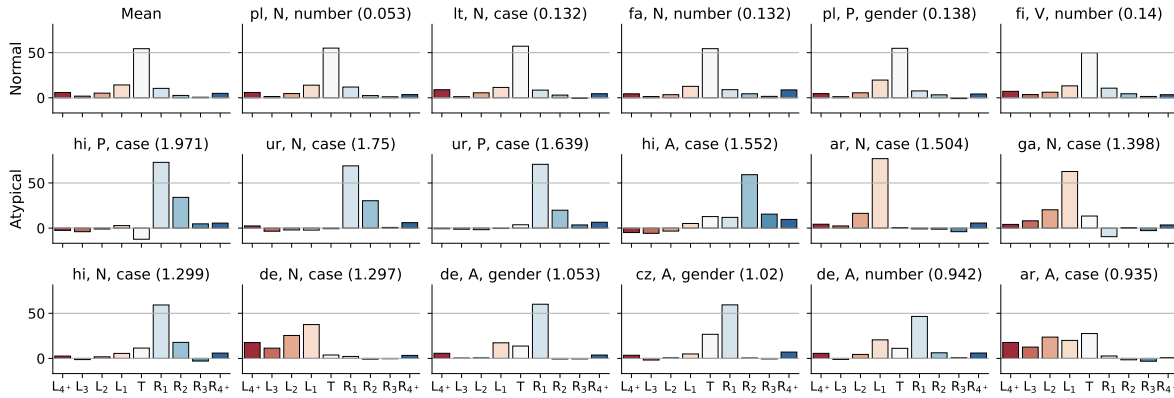 Mean
pl, N, number (0.053)
lt, N, case (0.132)
fa, N, number (0.132)
pl, P, gender (0.138)
fi, V, number (0.14)
Normal
50
0
hi, P, case (1.971)
ur, N, case (1.75)
ur, P, case (1.639)
hi, A, case (1.552)
ar, N, case (1.504)
ga, N, case (1.398)
Atypical
50
0
hi, N, case (1.299)
de, N, case (1.297)
de, A, gender (1.053)
cz, A, gender (1.02)
de, A, number (0.942)
ar, A, case (0.935)
50
0
L₄⁺ L₃ L₂ L₁ T R₁ R₂ R₃ R₄⁺
L₄⁺ L₃ L₂ L₁ T R₁ R₂ R₃ R₄⁺
L₄⁺ L₃ L₂ L₁ T R₁ R₂ R₃ R₄⁺
L₄⁺ L₃ L₂ L₁ T R₁ R₂ R₃ R₄⁺
L₄⁺ L₃ L₂ L₁ T R₁ R₂ R₃ R₄⁺
L₄⁺ L₃ L₂ L₁ T R₁ R₂ R₃ R₄⁺